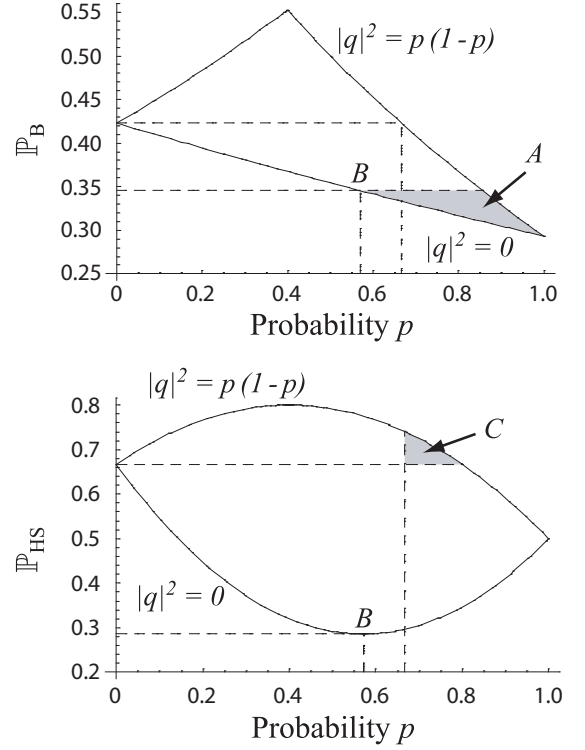 0.55
|q|² = p (1 - p)
0.50
0.45
0.40
ℙ_B
A
B
0.35
0.30
|q|² = 0
0.25
0 0.2 0.4 0.6 0.8 1.0
Probability p
|q|² = p (1 - p)
0.8
C
0.7
0.6
ℙ_HS
0.5
0.4
|q|² = 0
B
0.3
0.2
0 0.2 0.4 0.6 0.8 1.0
Probability p